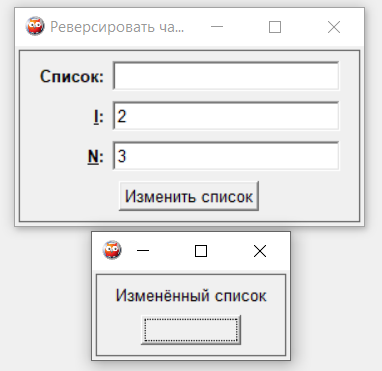 Реверсировать ча...
Список:
I: 2
N: 3
Изменить список
Изменённый список